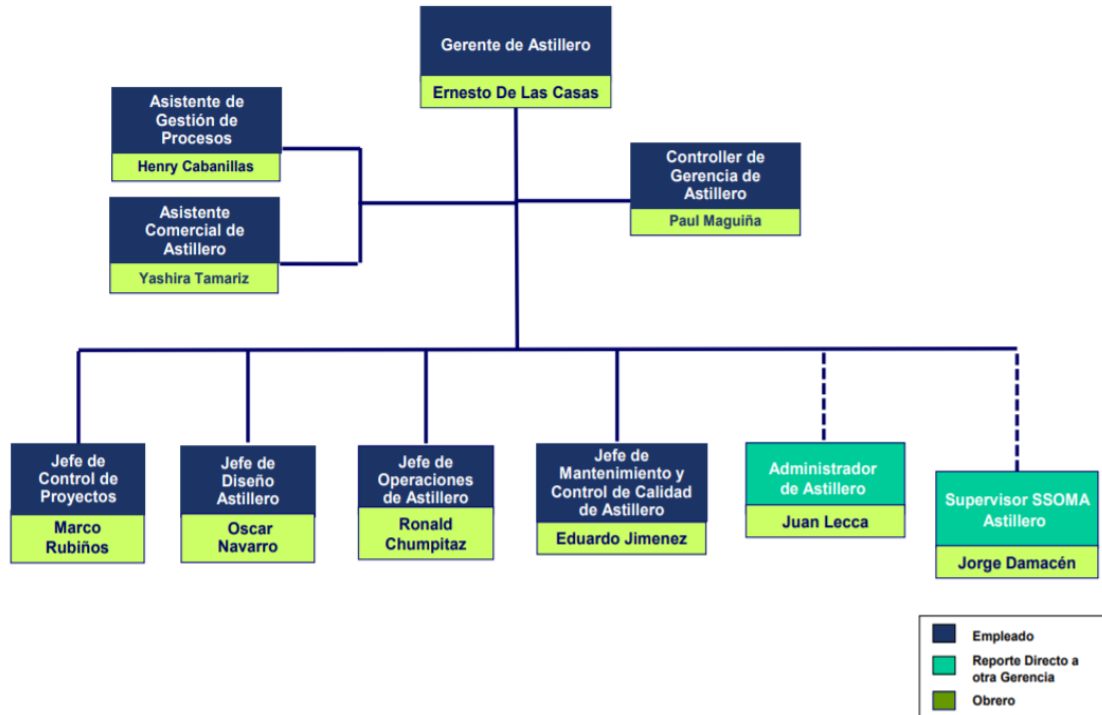 Gerente de Astillero
Ernesto De Las Casas
Asistente de
Gestión de
Procesos
Henry Cabanillas
Controller de
Gerencia de
Astillero
Paul Maguiña
Asistente
Comercial de
Astillero
Yashira Tamariz
Jefe de
Control de
Proyectos
Marco
Rubiños
Jefe de
Diseño
Astillero
Oscar
Navarro
Jefe de
Operaciones
de Astillero
Ronald
Chumpitaz
Jefe de
Mantenimiento y
Control de Calidad
de Astillero
Eduardo Jimenez
Administrador
de Astillero
Juan Lecca
Supervisor SSOMA
Astillero
Jorge Damacén
Empleado
Reporte Directo a
otra Gerencia
Obrero